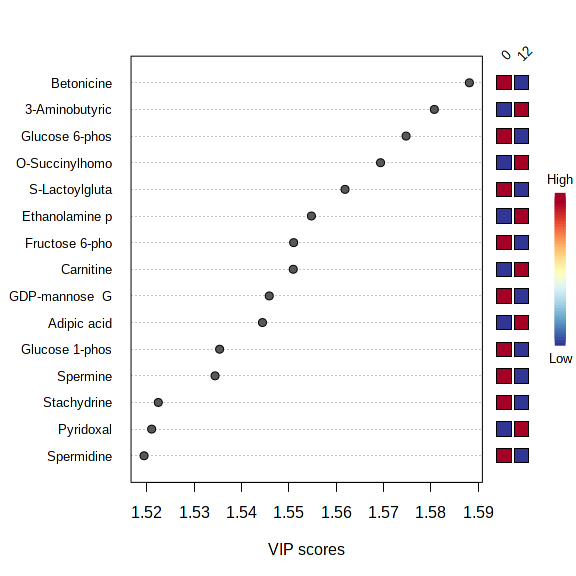 0 12
Betonicine
3-Aminobutyric
Glucose 6-phos
O-Succinylhomo
S-Lactoylgluta
Ethanolamine p
Fructose 6-pho
Carnitine
GDP-mannose  G
Adipic acid
Glucose 1-phos
Spermine
Stachydrine
Pyridoxal
Spermidine
High
Low
1.52 1.53 1.54 1.55 1.56 1.57 1.58 1.59
VIP scores